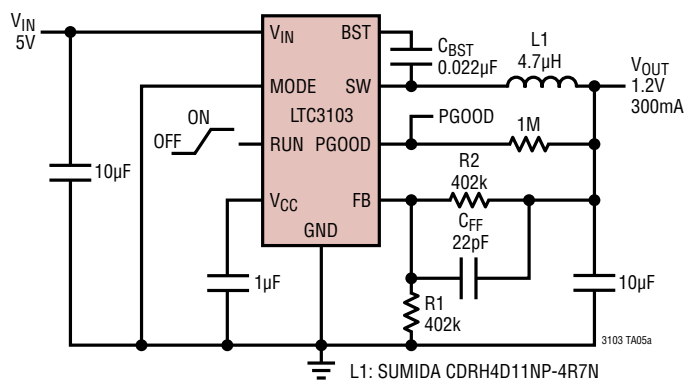 VIN
5V
VIN
BST
CBST
0.022µF
L1
4.7µH
VOUT
1.2V
300mA
MODE
SW
LTC3103
ON
OFF
RUN
PGOOD
PGOOD
1M
R2
402k
10µF
VCC
FB
GND
CFF
22pF
1µF
R1
402k
10µF
3103 TA05a
L1: SUMIDA CDRH4D11NP-4R7N